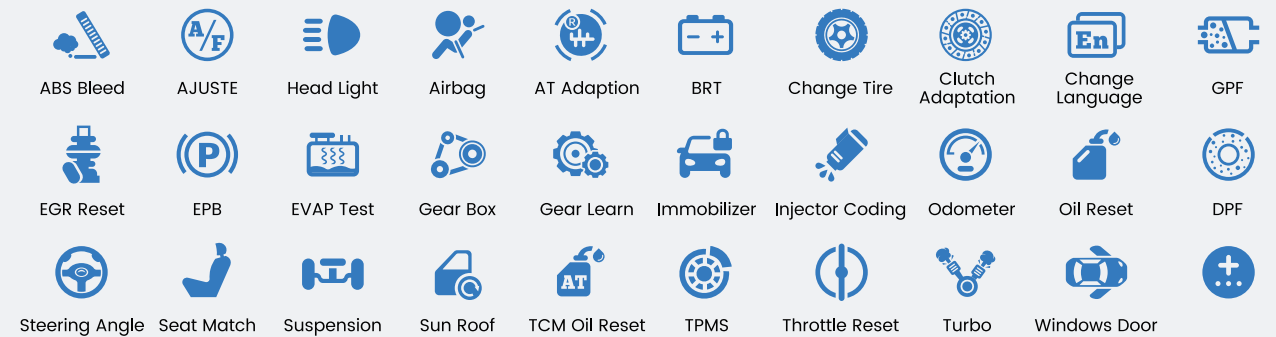 A/F
R
En
ABS Bleed
AJUSTE
Head Light
Airbag
AT Adaption
BRT
Change Tire
Clutch
Adaptation
Change
Language
GPF
P
EGR Reset
EPB
EVAP Test
Gear Box
Gear Learn
Immobilizer
Injector Coding
Odometer
Oil Reset
DPF
AT
Steering Angle
Seat Match
Suspension
Sun Roof
TCM Oil Reset
TPMS
Throttle Reset
Turbo
Windows Door